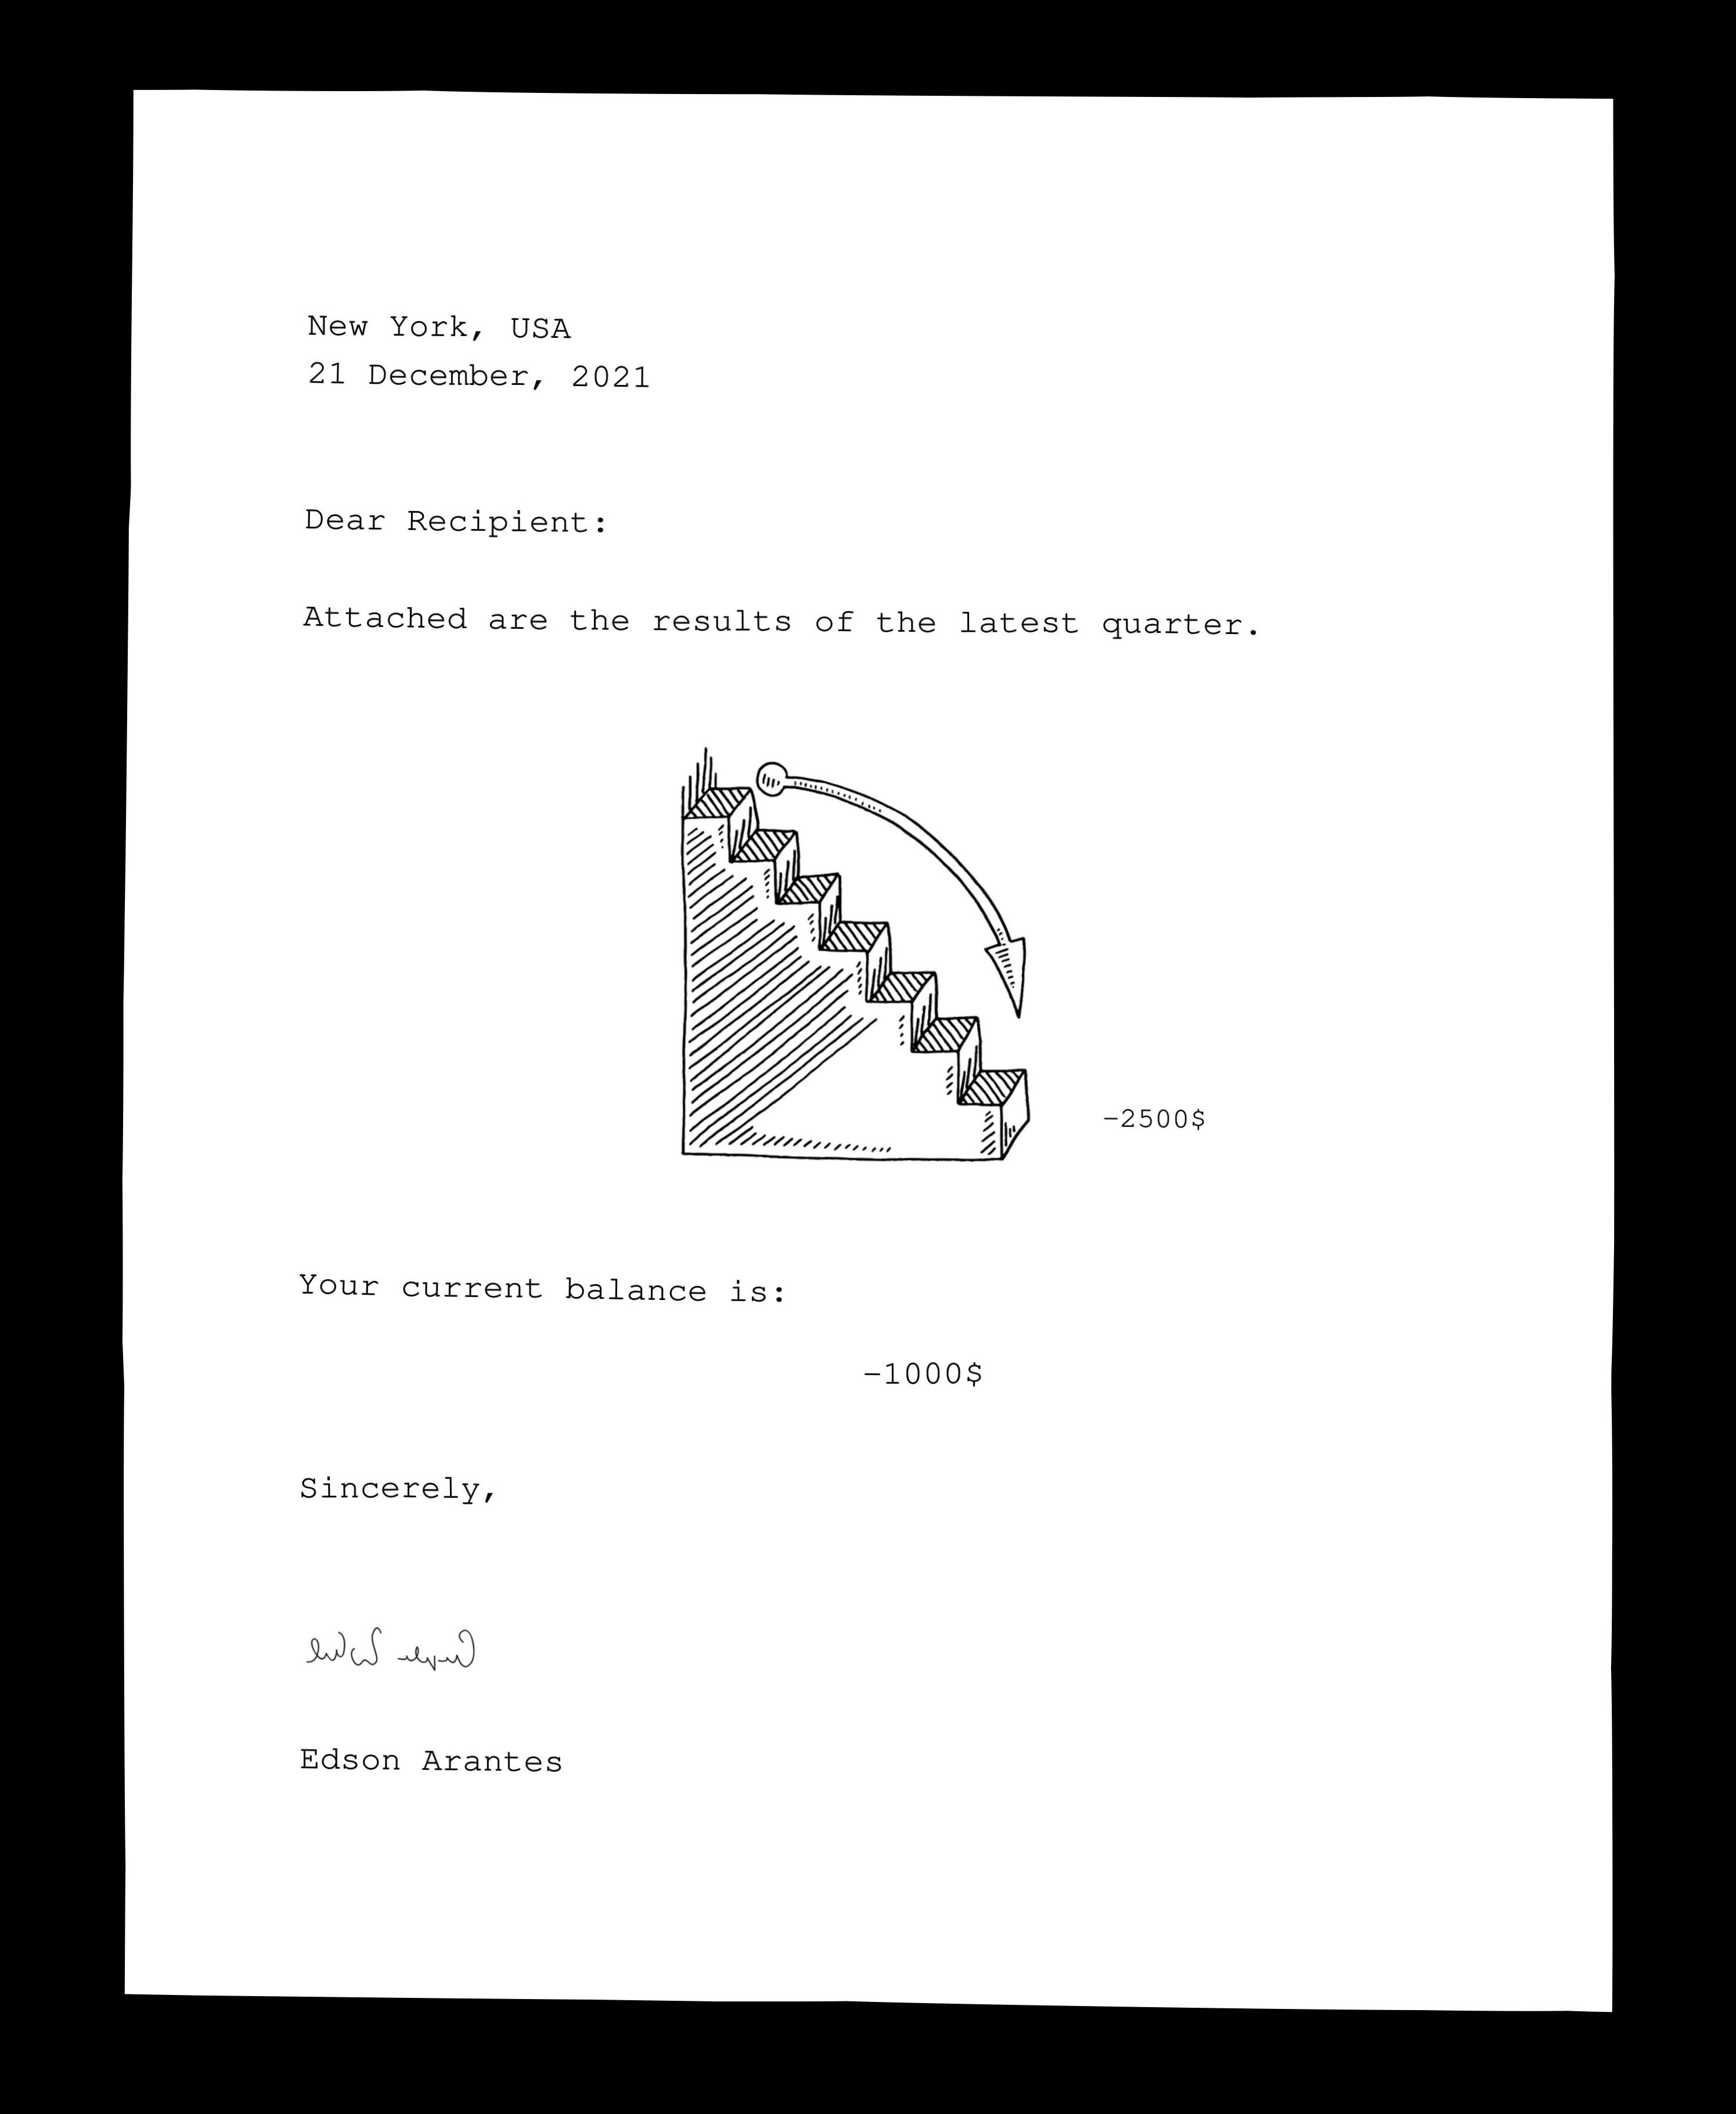 New York, USA
21 December, 2021
Dear Recipient:
Attached are the results of the latest quarter.
-2500$
Your current balance is:
-1000$
Sincerely,
Edson Arantes